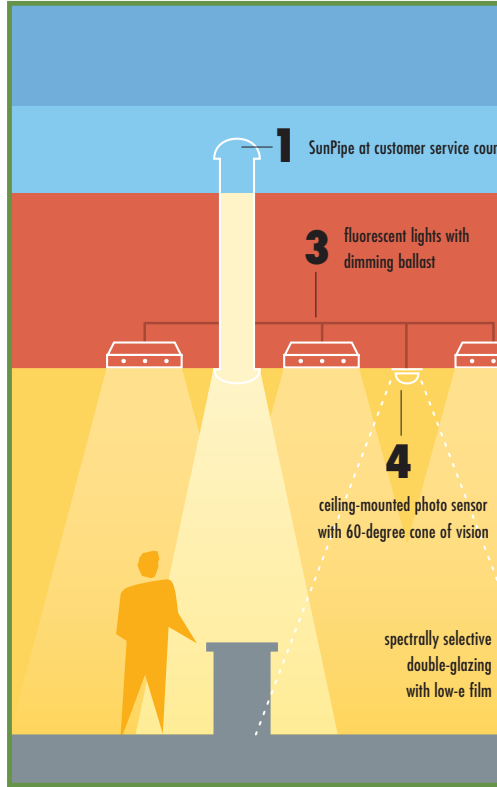 1 SunPipe at customer service
3 fluorescent lights with
dimming ballast
4
ceiling-mounted photo sensor
with 60-degree cone of vision
spectrally selective
double-glazing
with low-e film